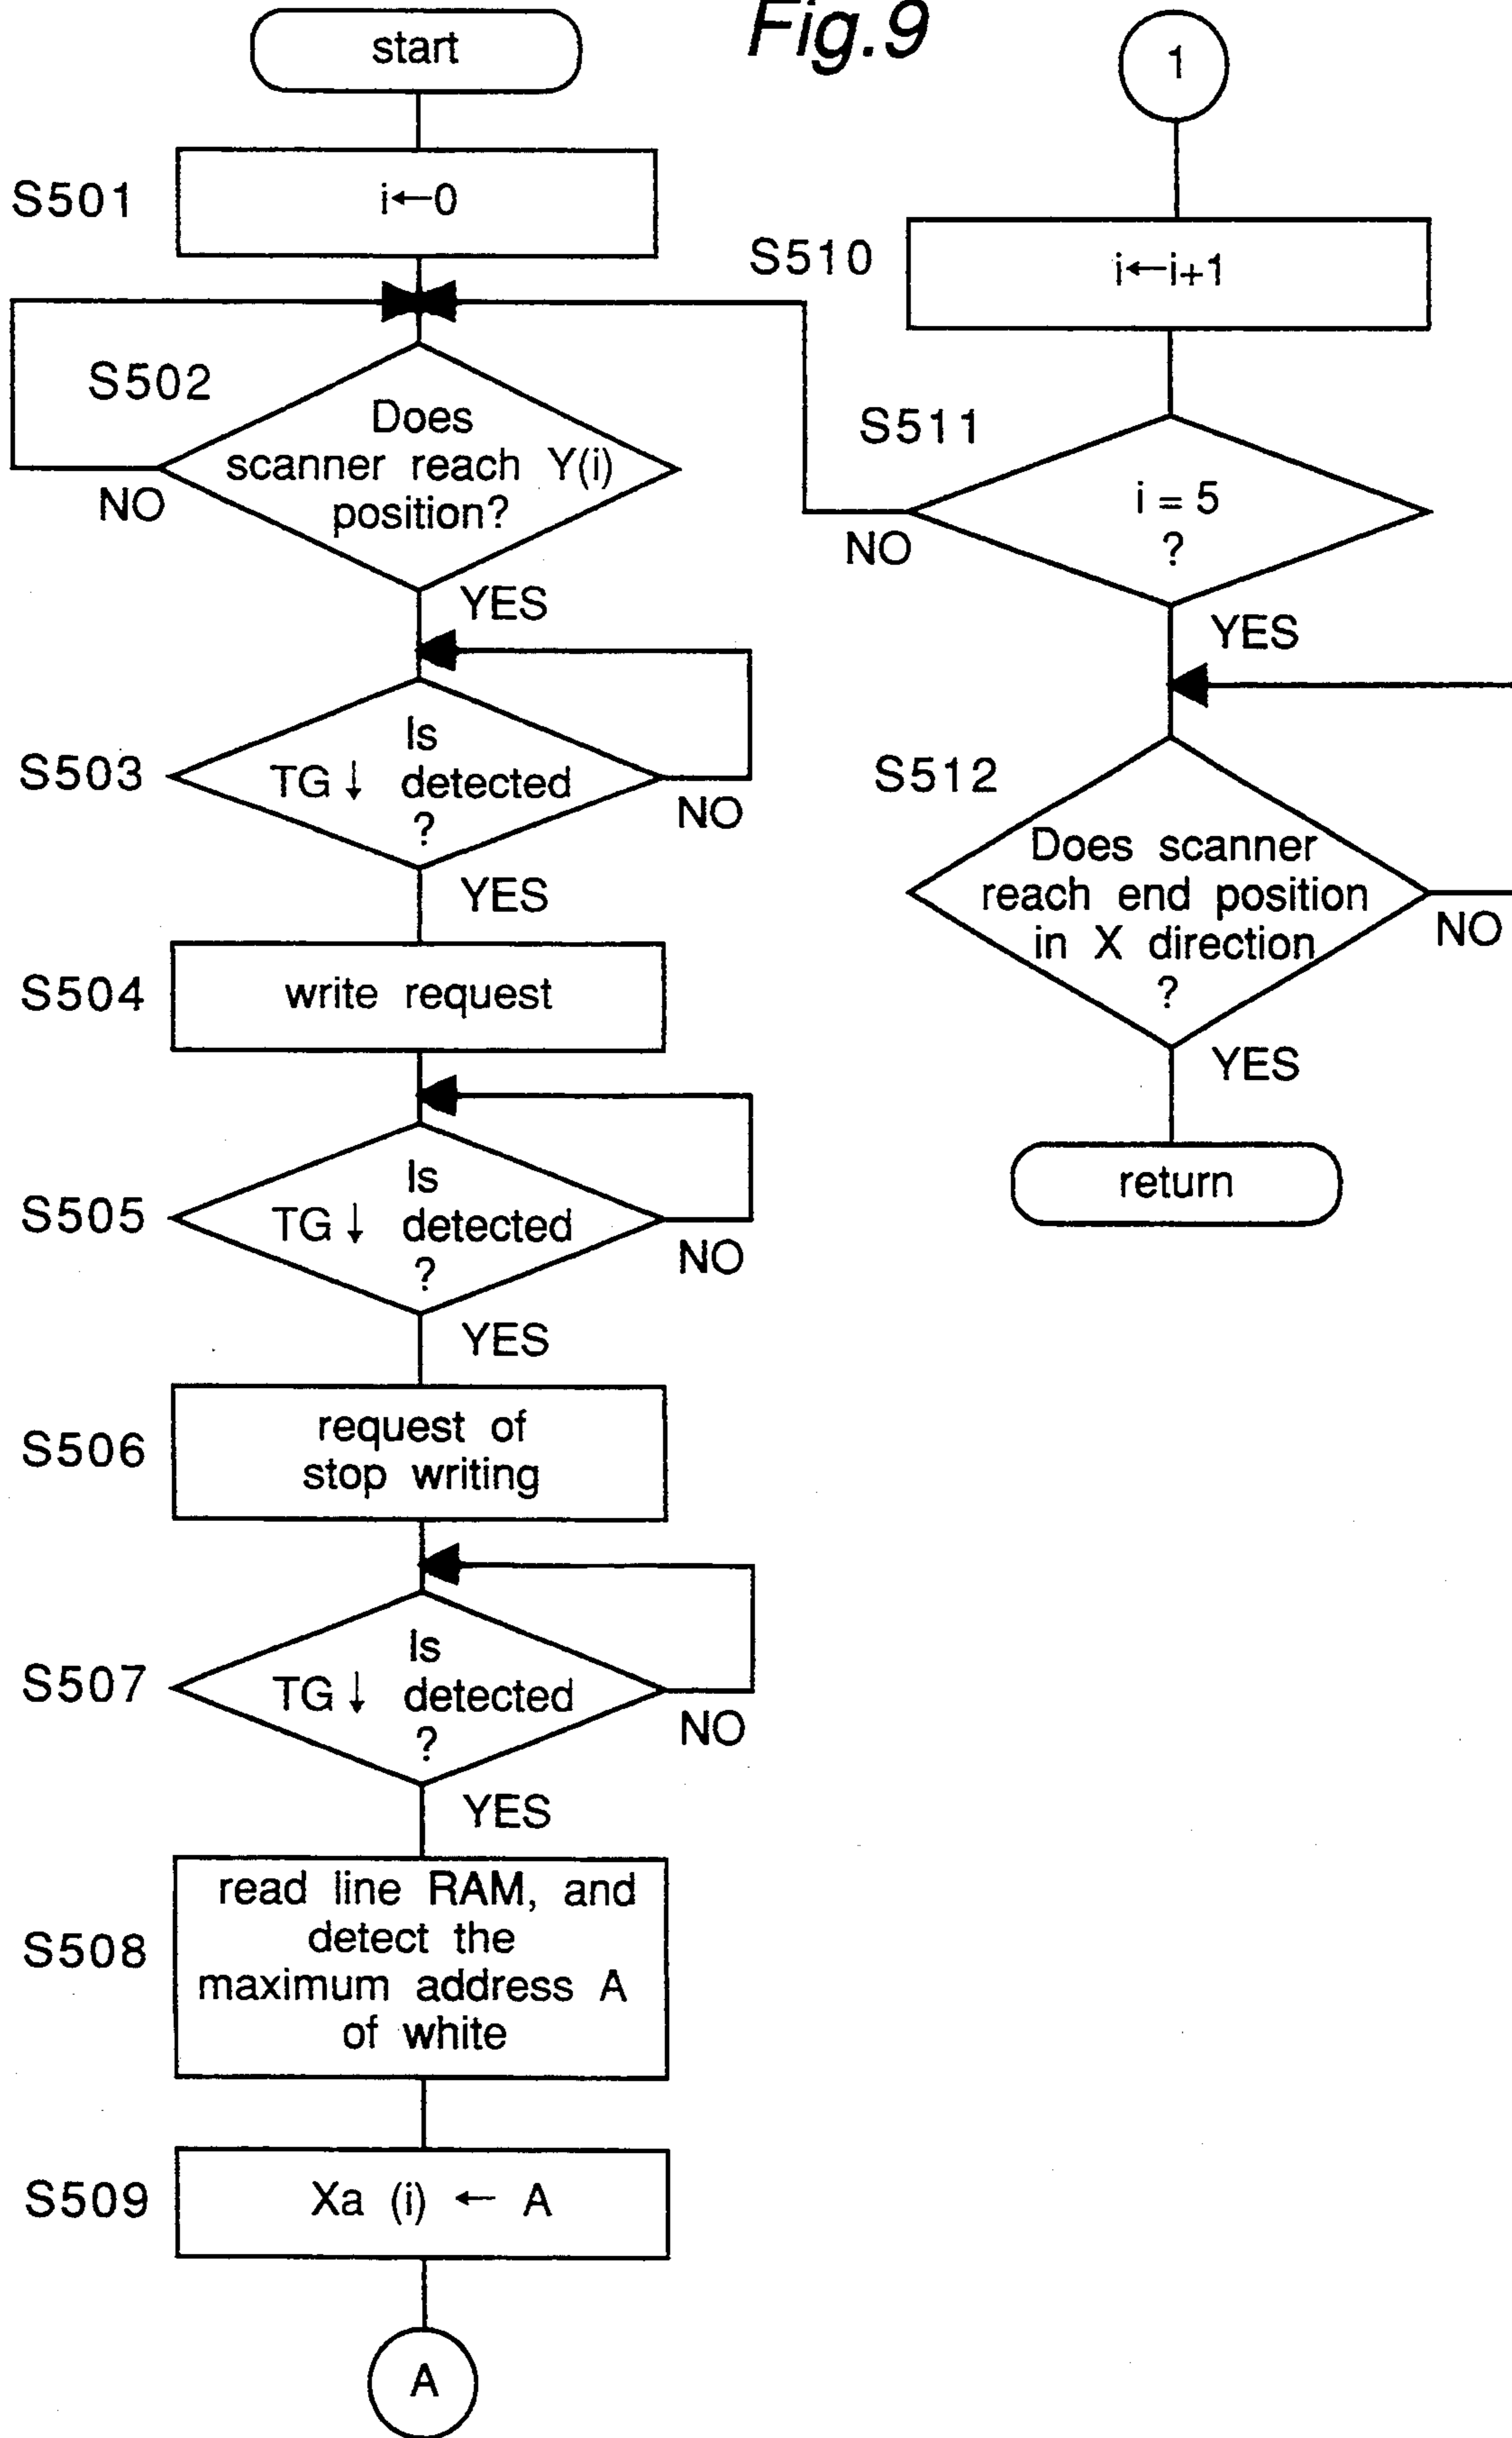 Fig.9
start
S501
i←0
S502
Does
scanner reach Y(i)
position?
NO
YES
S503
Is
TG↓ detected
?
NO
YES
S504
write request
S505
Is
TG↓ detected
?
NO
YES
S506
request of
stop writing
S507
Is
TG↓ detected
?
NO
YES
S508
read line RAM, and
detect the
maximum address A
of white
S509
Xa (i) ← A
A
1
S510
i←i+1
S511
i = 5
?
NO
YES
S512
Does scanner
reach end position
in X direction
?
NO
YES
return